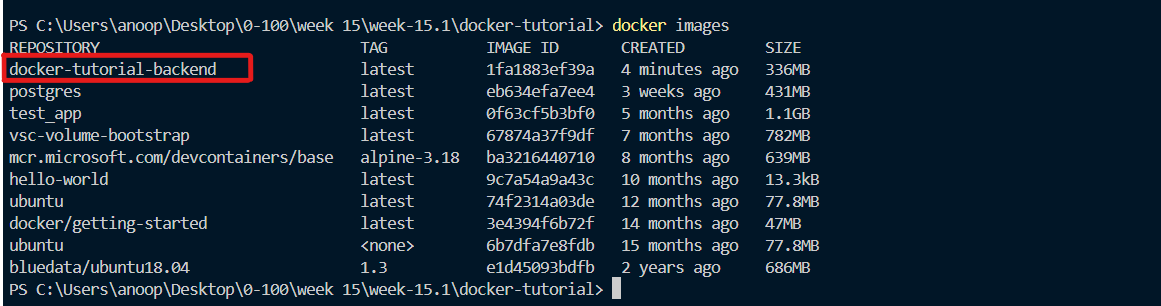 PS C:\Users\anoop\Desktop\0-100\week 15\week-15.1\docker-tutorial> docker images
REPOSITORY TAG IMAGE ID CREATED SIZE
docker-tutorial-backend latest 1fa1883ef39a 4 minutes ago 336MB
postgres latest eb634efa7ee4 3 weeks ago 431MB
test_app latest 0f63cf5b3bf0 5 months ago 1.1GB
vsc-volume-bootstrap latest 67874a37f9df 7 months ago 782MB
mcr.microsoft.com/devcontainers/base alpine-3.18 ba3216440710 8 months ago 639MB
hello-world latest 9c7a54a9a43c 10 months ago 13.3kB
ubuntu latest 74f2314a03de 12 months ago 77.8MB
docker/getting-started latest 3e4394f6b72f 14 months ago 47MB
ubuntu <none> 6b7dfa7e8fdb 15 months ago 77.8MB
bluedata/ubuntu18.04 1.3 e1d45093bdfb 2 years ago 686MB
PS C:\Users\anoop\Desktop\0-100\week 15\week-15.1\docker-tutorial>